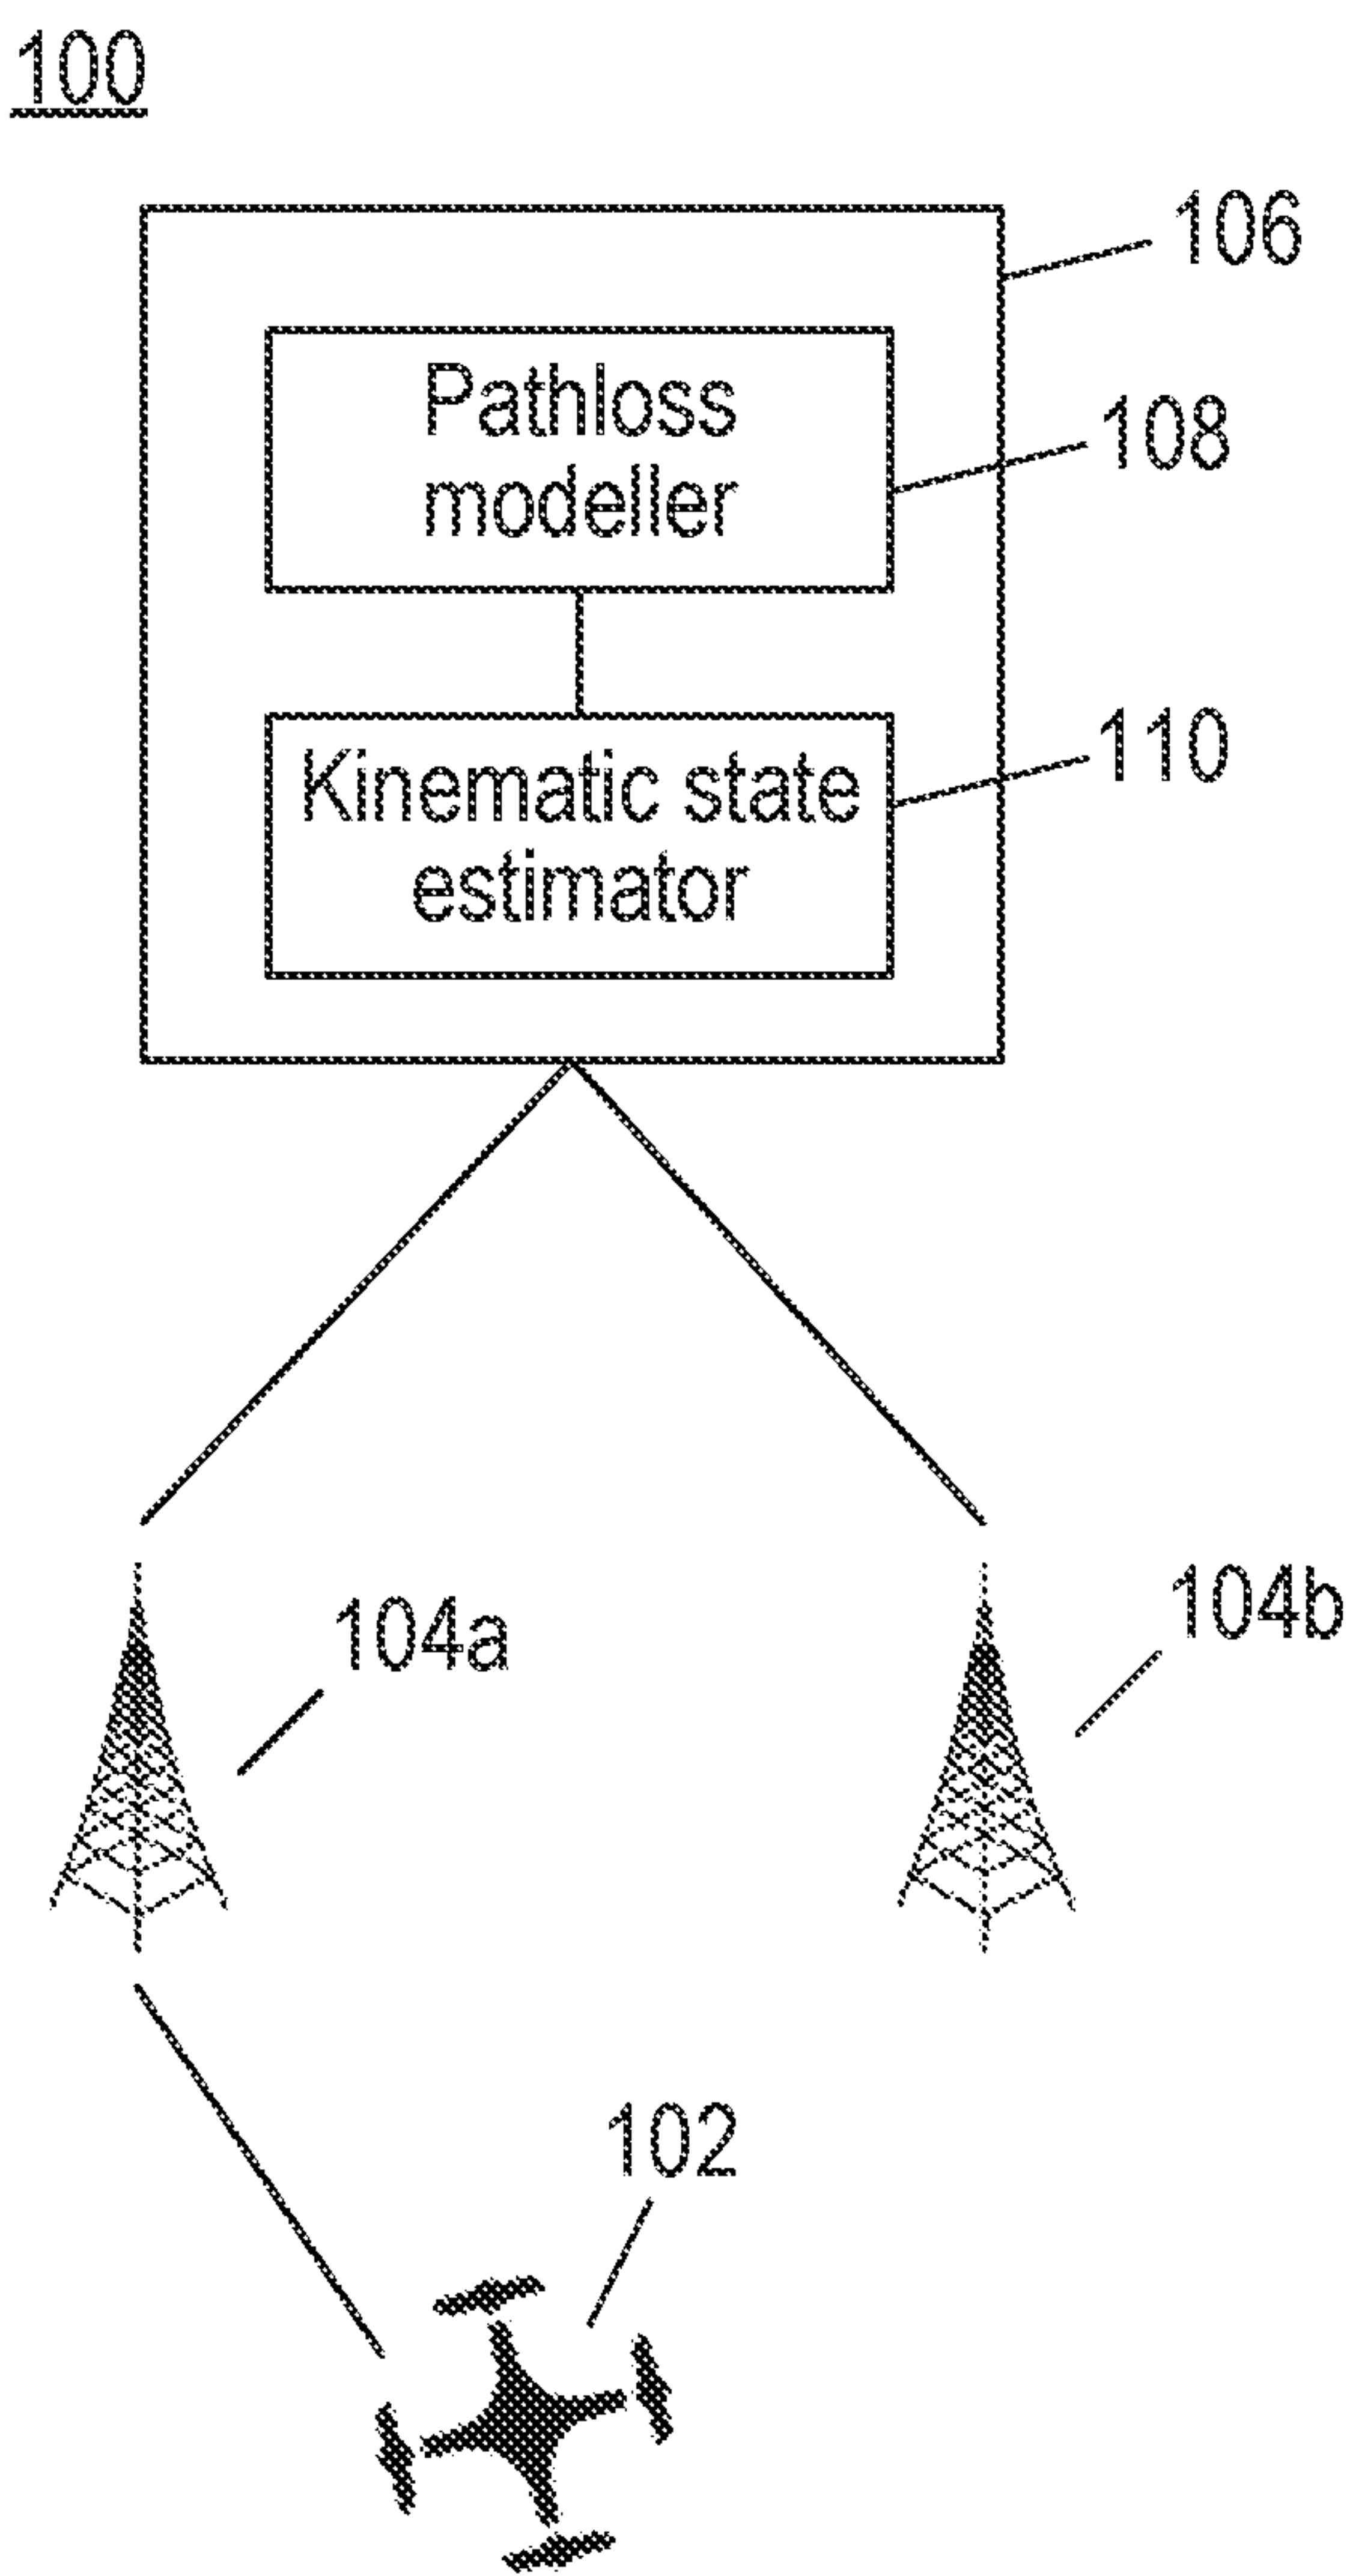 100
106
Pathloss
modeller
108
Kinematic state
estimator
110
104a
104b
102